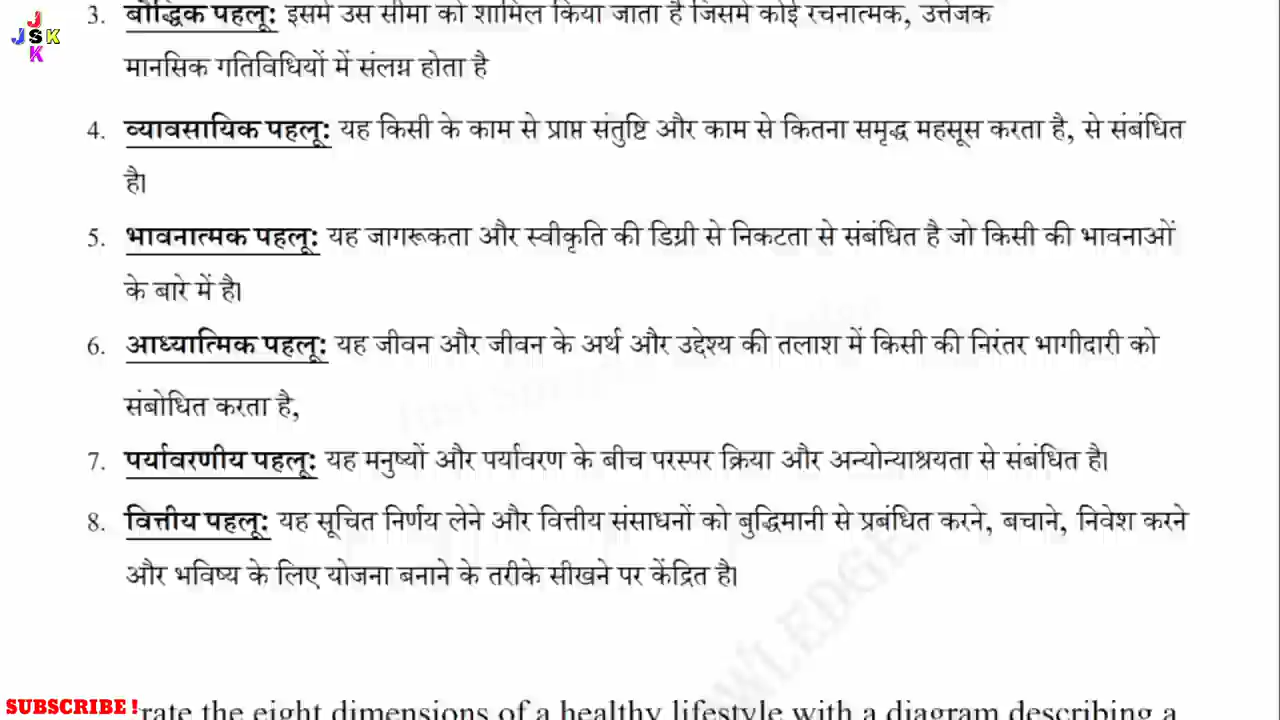 J
JSK
K
3. बौद्धिक पहलू: इसमें उस सीमा को शामिल किया जाता है जिसमें कोई रचनात्मक, उत्तेजक
मानसिक गतिविधियों में संलग्न होता है
4. व्यावसायिक पहलू: यह किसी के काम से प्राप्त संतुष्टि और काम से कितना समृद्ध महसूस करता है, से संबंधित
है।
5. भावनात्मक पहलू: यह जागरूकता और स्वीकृति की डिग्री से निकटता से संबंधित है जो किसी की भावनाओं
के बारे में है।
6. आध्यात्मिक पहलू: यह जीवन और जीवन के अर्थ और उद्देश्य की तलाश में किसी की निरंतर भागीदारी को
संबोधित करता है,
7. पर्यावरणीय पहलू: यह मनुष्यों और पर्यावरण के बीच परस्पर क्रिया और अन्योन्याश्रयता से संबंधित है।
8. वित्तीय पहलू: यह सूचित निर्णय लेने और वित्तीय संसाधनों को बुद्धिमानी से प्रबंधित करने, बचाने, निवेश करने
और भविष्य के लिए योजना बनाने के तरीके सीखने पर केंद्रित है।
SUBSCRIBE !
rate the eight dimensions of a healthy lifestyle with a diagram describing a